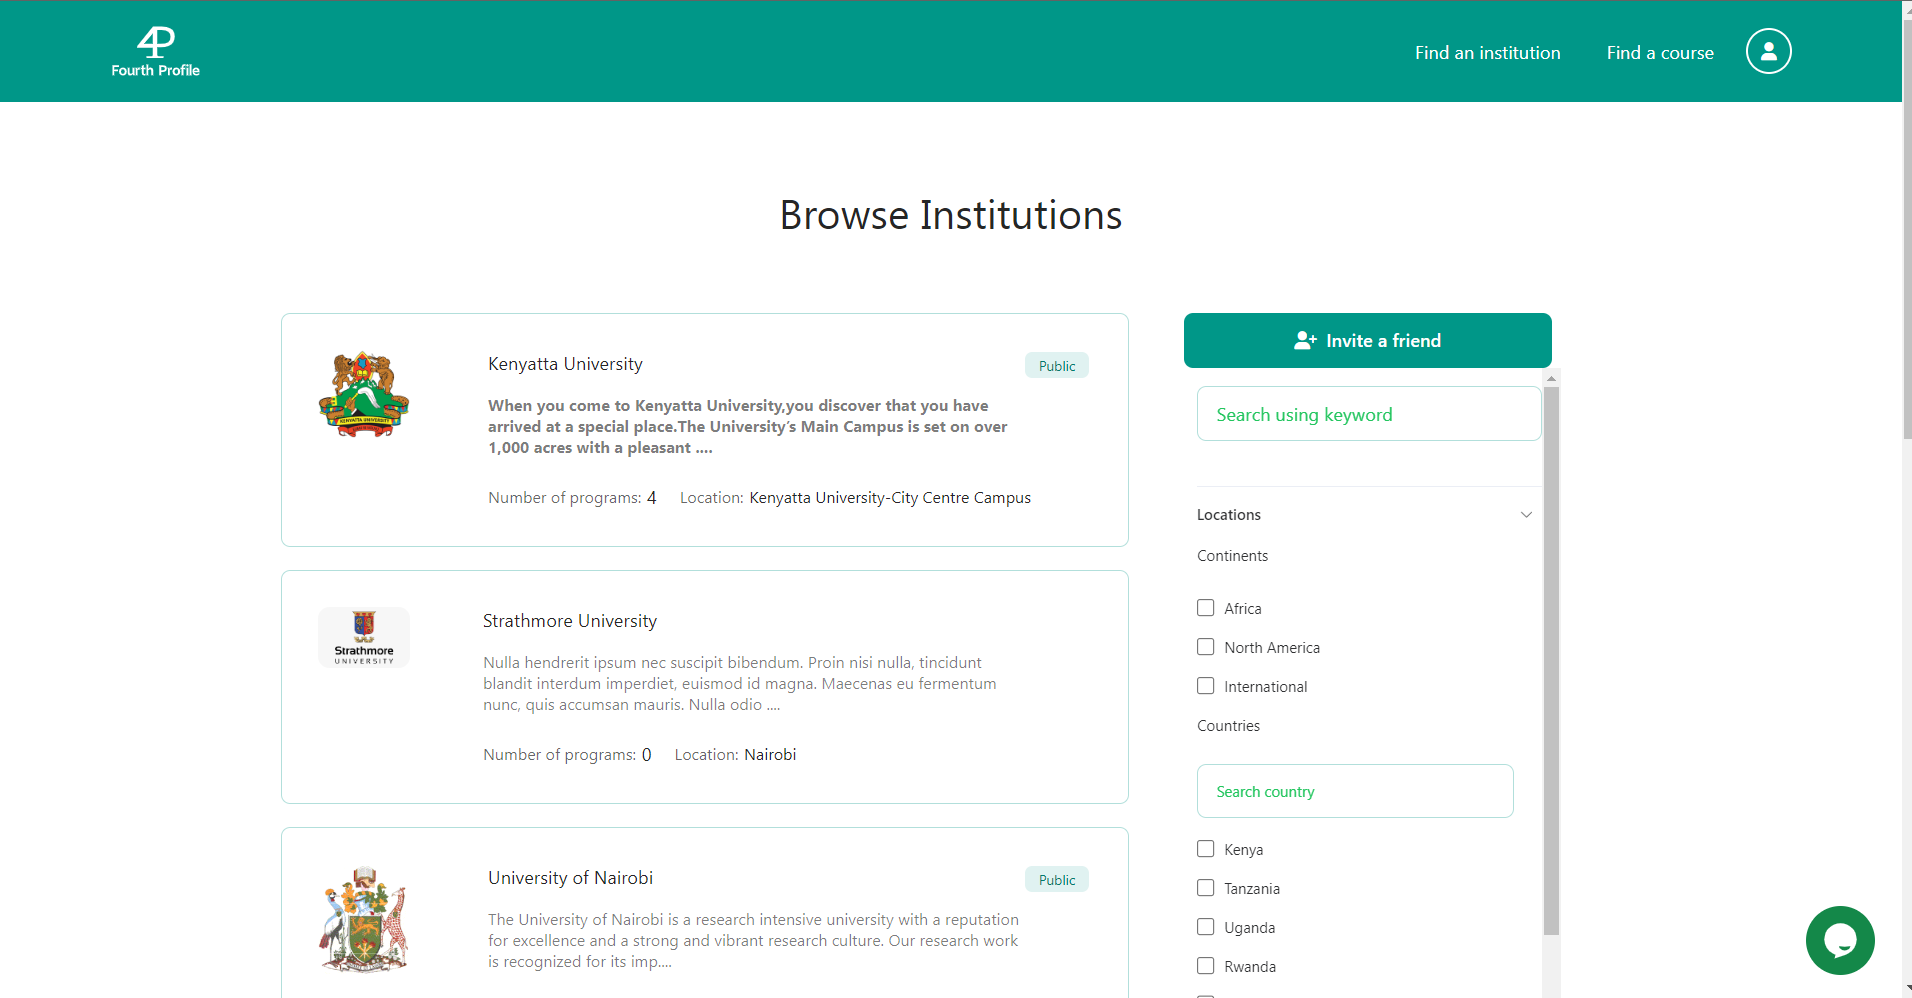 4P
Fourth Profile
Find an institution
Find a course
Browse Institutions
Kenyatta University
Public
When you come to Kenyatta University,you discover that you have
arrived at a special place.The University’s Main Campus is set on over
1,000 acres with a pleasant ....
Number of programs: 4
Location: Kenyatta University-City Centre Campus
KENYATTA UNIVERSITY
Strathmore
UNIVERSITY
Strathmore University
Nulla hendrerit ipsum nec suscipit bibendum. Proin nisi nulla, tincidunt
blandit interdum imperdiet, euismod id magna. Maecenas eu fermentum
nunc, quis accumsan mauris. Nulla odio ....
Number of programs: 0
Location: Nairobi
University of Nairobi
Public
The University of Nairobi is a research intensive university with a reputation
for excellence and a strong and vibrant research culture. Our research work
is recognized for its imp....
Invite a friend
Search using keyword
Locations
Continents
Africa
North America
International
Countries
Search country
Kenya
Tanzania
Uganda
Rwanda